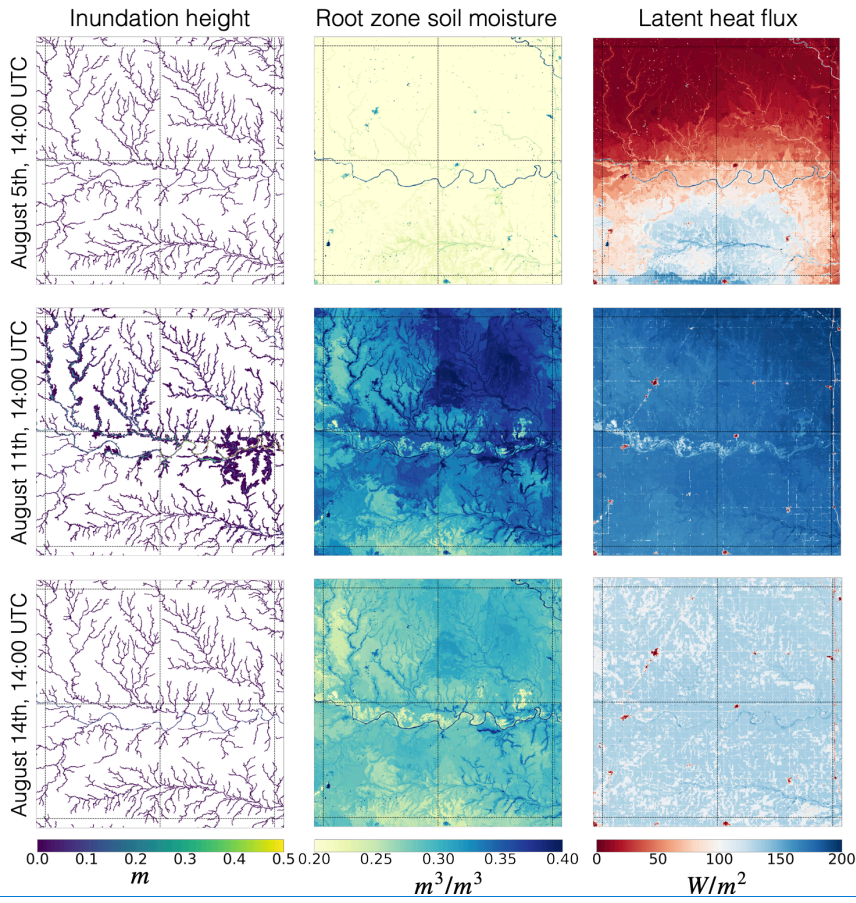 Inundation height Root zone soil moisture Latent heat flux
August 5th, 14:00 UTC
August 11th, 14:00 UTC
August 14th, 14:00 UTC
0.0 0.1 0.2 0.3 0.4 0.5 0.20 0.25 0.30 0.35 0.40 0 50 100 150 200
m m³/m³ W/m²